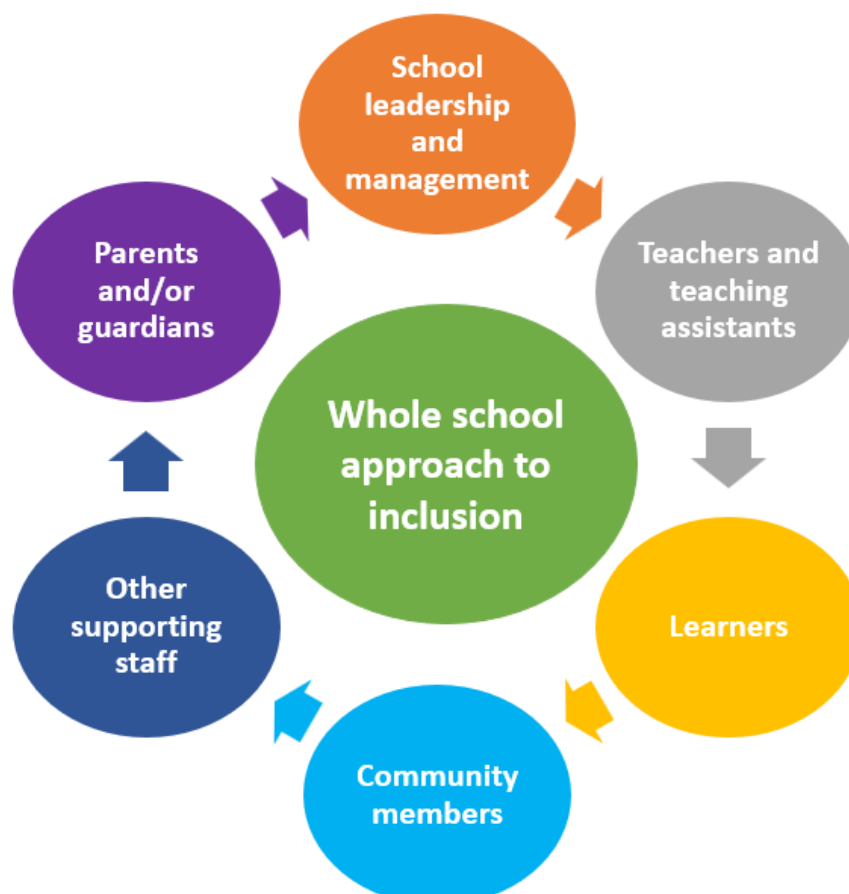 School
leadership
and
management
Teachers and
teaching
assistants
Learners
Community
members
Other
supporting
staff
Parents
and/or
guardians
Whole school
approach to
inclusion